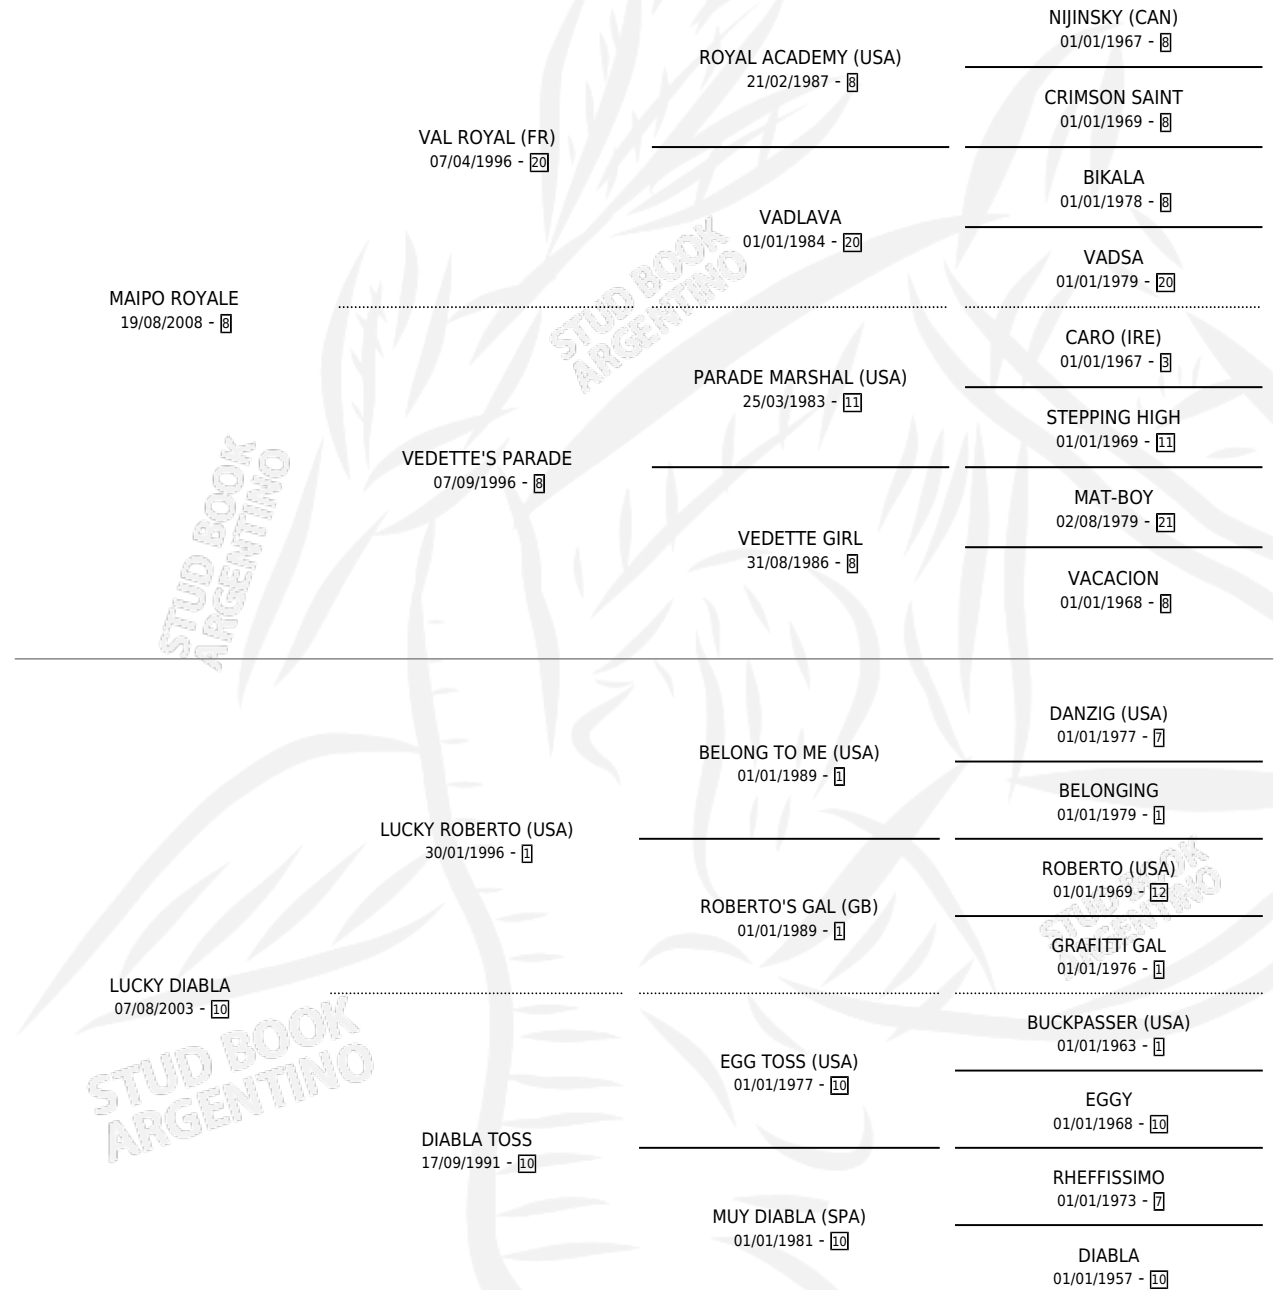 NIJINSKY (CAN)
01/01/1967 - 8
ROYAL ACADEMY (USA)
21/02/1987 - 8
CRIMSON SAINT
01/01/1969 - 8
VAL ROYAL (FR)
07/04/1996 - 20
BIKALA
01/01/1978 - 8
VADLAVA
01/01/1984 - 20
VADSA
01/01/1979 - 20
MAIPO ROYALE
19/08/2008 - 8
CARO (IRE)
01/01/1967 - 3
PARADE MARSHAL (USA)
25/03/1983 - 11
STEPPING HIGH
01/01/1969 - 11
VEDETTE'S PARADE
07/09/1996 - 8
MAT-BOY
02/08/1979 - 21
VEDETTE GIRL
31/08/1986 - 8
VACACION
01/01/1968 - 8
DANZIG (USA)
01/01/1977 - 7
BELONG TO ME (USA)
01/01/1989 - 1
BELONGING
01/01/1979 - 1
LUCKY ROBERTO (USA)
30/01/1996 - 1
ROBERTO (USA)
01/01/1969 - 12
ROBERTO'S GAL (GB)
01/01/1989 - 1
GRAFITTI GAL
01/01/1976 - 1
LUCKY DIABLA
07/08/2003 - 10
BUCKPASSER (USA)
01/01/1963 - 1
EGG TOSS (USA)
01/01/1977 - 10
EGGY
01/01/1968 - 10
DIABLA TOSS
17/09/1991 - 10
RHEFFISSIMO
01/01/1973 - 7
MUY DIABLA (SPA)
01/01/1981 - 10
DIABLA
01/01/1957 - 10
STUD BOOK
ARGENTINO
STUD BOOK
ARGENTINO
STUD BOOK
ARGENTINO
STUD BOOK
ARGENTINO